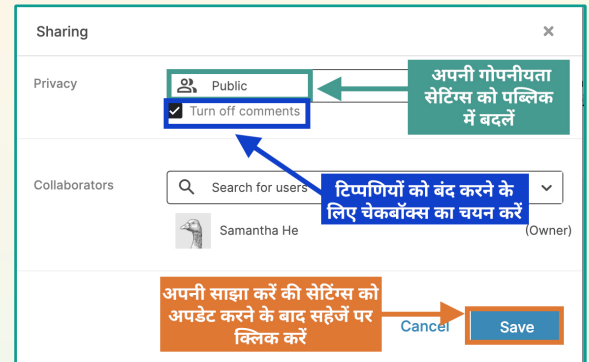 Sharing
×
Privacy
Public
Turn off comments
अपनी गोपनीयता
सेटिंग्स को पब्लिक
में बदलें
Collaborators
Search for users
टिप्पणियों को बंद करने के
लिए चेकबॉक्स का चयन करें
Samantha He
(Owner)
अपनी साझा करें की सेटिंग्स को
अपडेट करने के बाद सहेजें पर
क्लिक करें
Cancel
Save